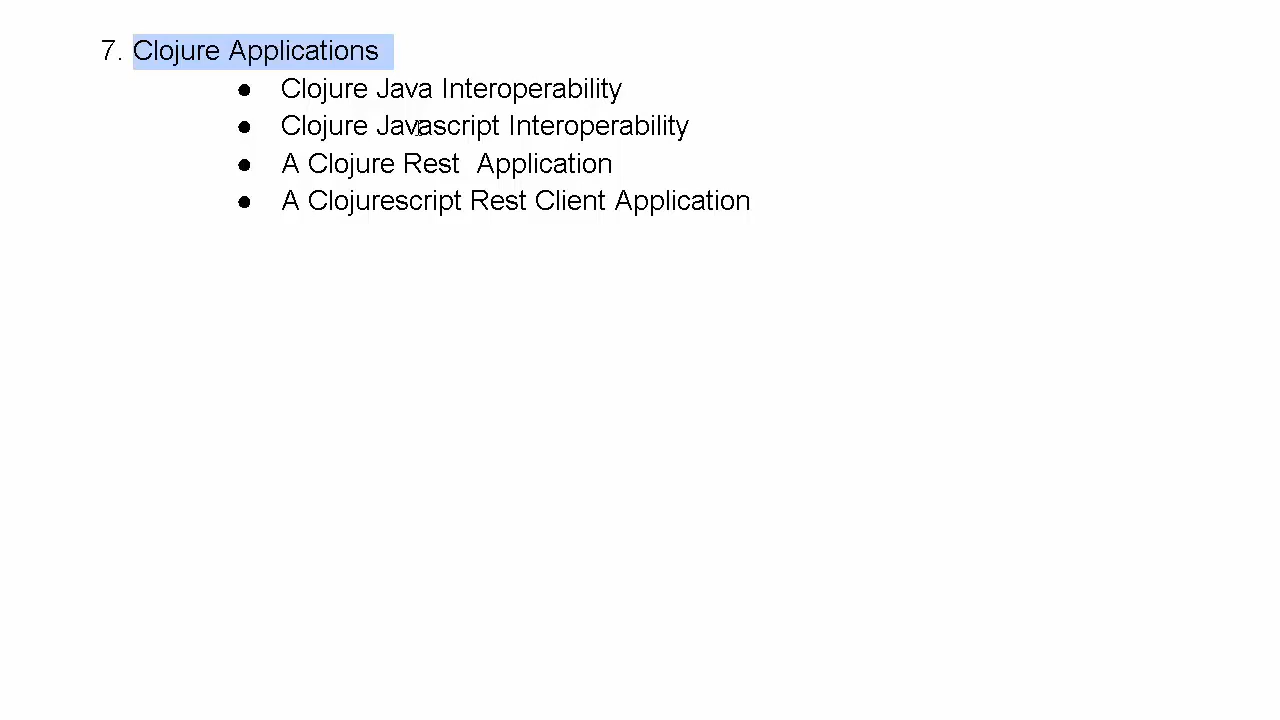 7. Clojure Applications
● Clojure Java Interoperability
● Clojure Javascript Interoperability
● A Clojure Rest  Application
● A Clojurescript Rest Client Application